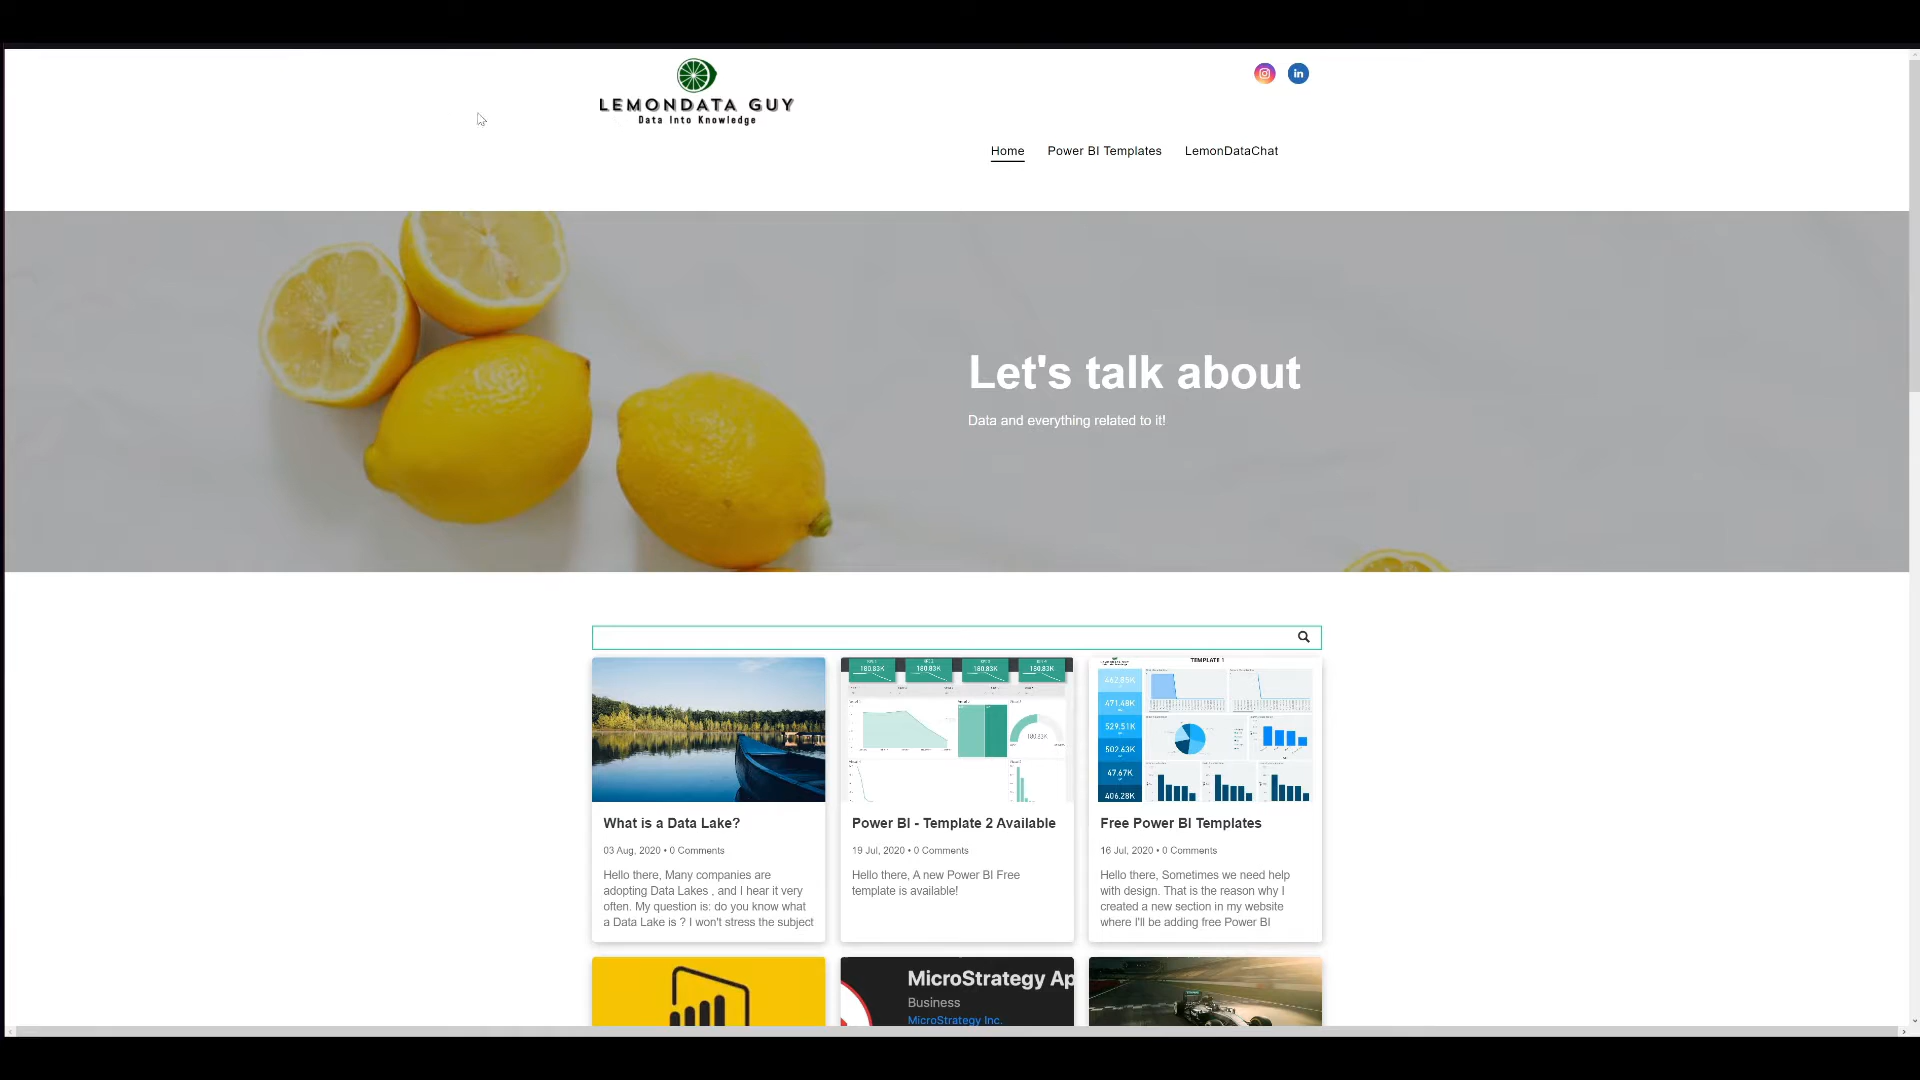 LEMONDATA GUY
Data Into Knowledge
Home Power BI Templates LemonDataChat
Let's talk about
Data and everything related to it!
180.83K 180.83K 180.83K 180.83K
180.83K
TEMPLATE 1
462.85K
471.48K
529.51K
502.63K
47.67K
406.28K
What is a Data Lake?
03 Aug, 2020 • 0 Comments
Hello there, Many companies are
adopting Data Lakes , and I hear it very
often. My question is: do you know what
a Data Lake is ? I won't stress the subject
Power BI - Template 2 Available
19 Jul, 2020 • 0 Comments
Hello there, A new Power BI Free
template is available!
Free Power BI Templates
16 Jul, 2020 • 0 Comments
Hello there, Sometimes we need help
with design. That is the reason why I
created a new section in my website
where I'll be adding free Power BI
MicroStrategy Ap
Business
MicroStrategy Inc.